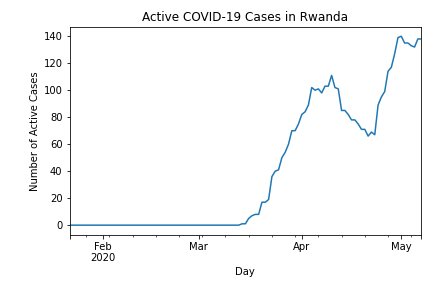 Active COVID-19 Cases in Rwanda
Number of Active Cases
140
120
100
80
60
40
20
0
Feb
2020
Mar
Apr
May
Day